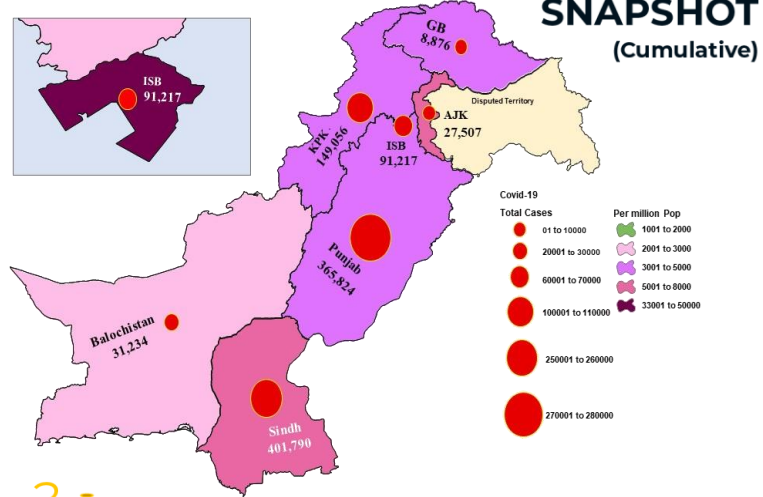 SNAPSHOT
(Cumulative)
ISB
91,217
GB
8,876
Disputed Territory
AJK
27,507
KPK
149,056
ISB
91,217
Punjab
365,824
Balochistan
31,234
Sindh
401,790
Covid-19
Total Cases
01 to 10000
20001 to 30000
60001 to 70000
100001 to 110000
250001 to 260000
270001 to 280000
Per million Pop
1001 to 2000
2001 to 3000
3001 to 5000
5001 to 8000
33001 to 50000